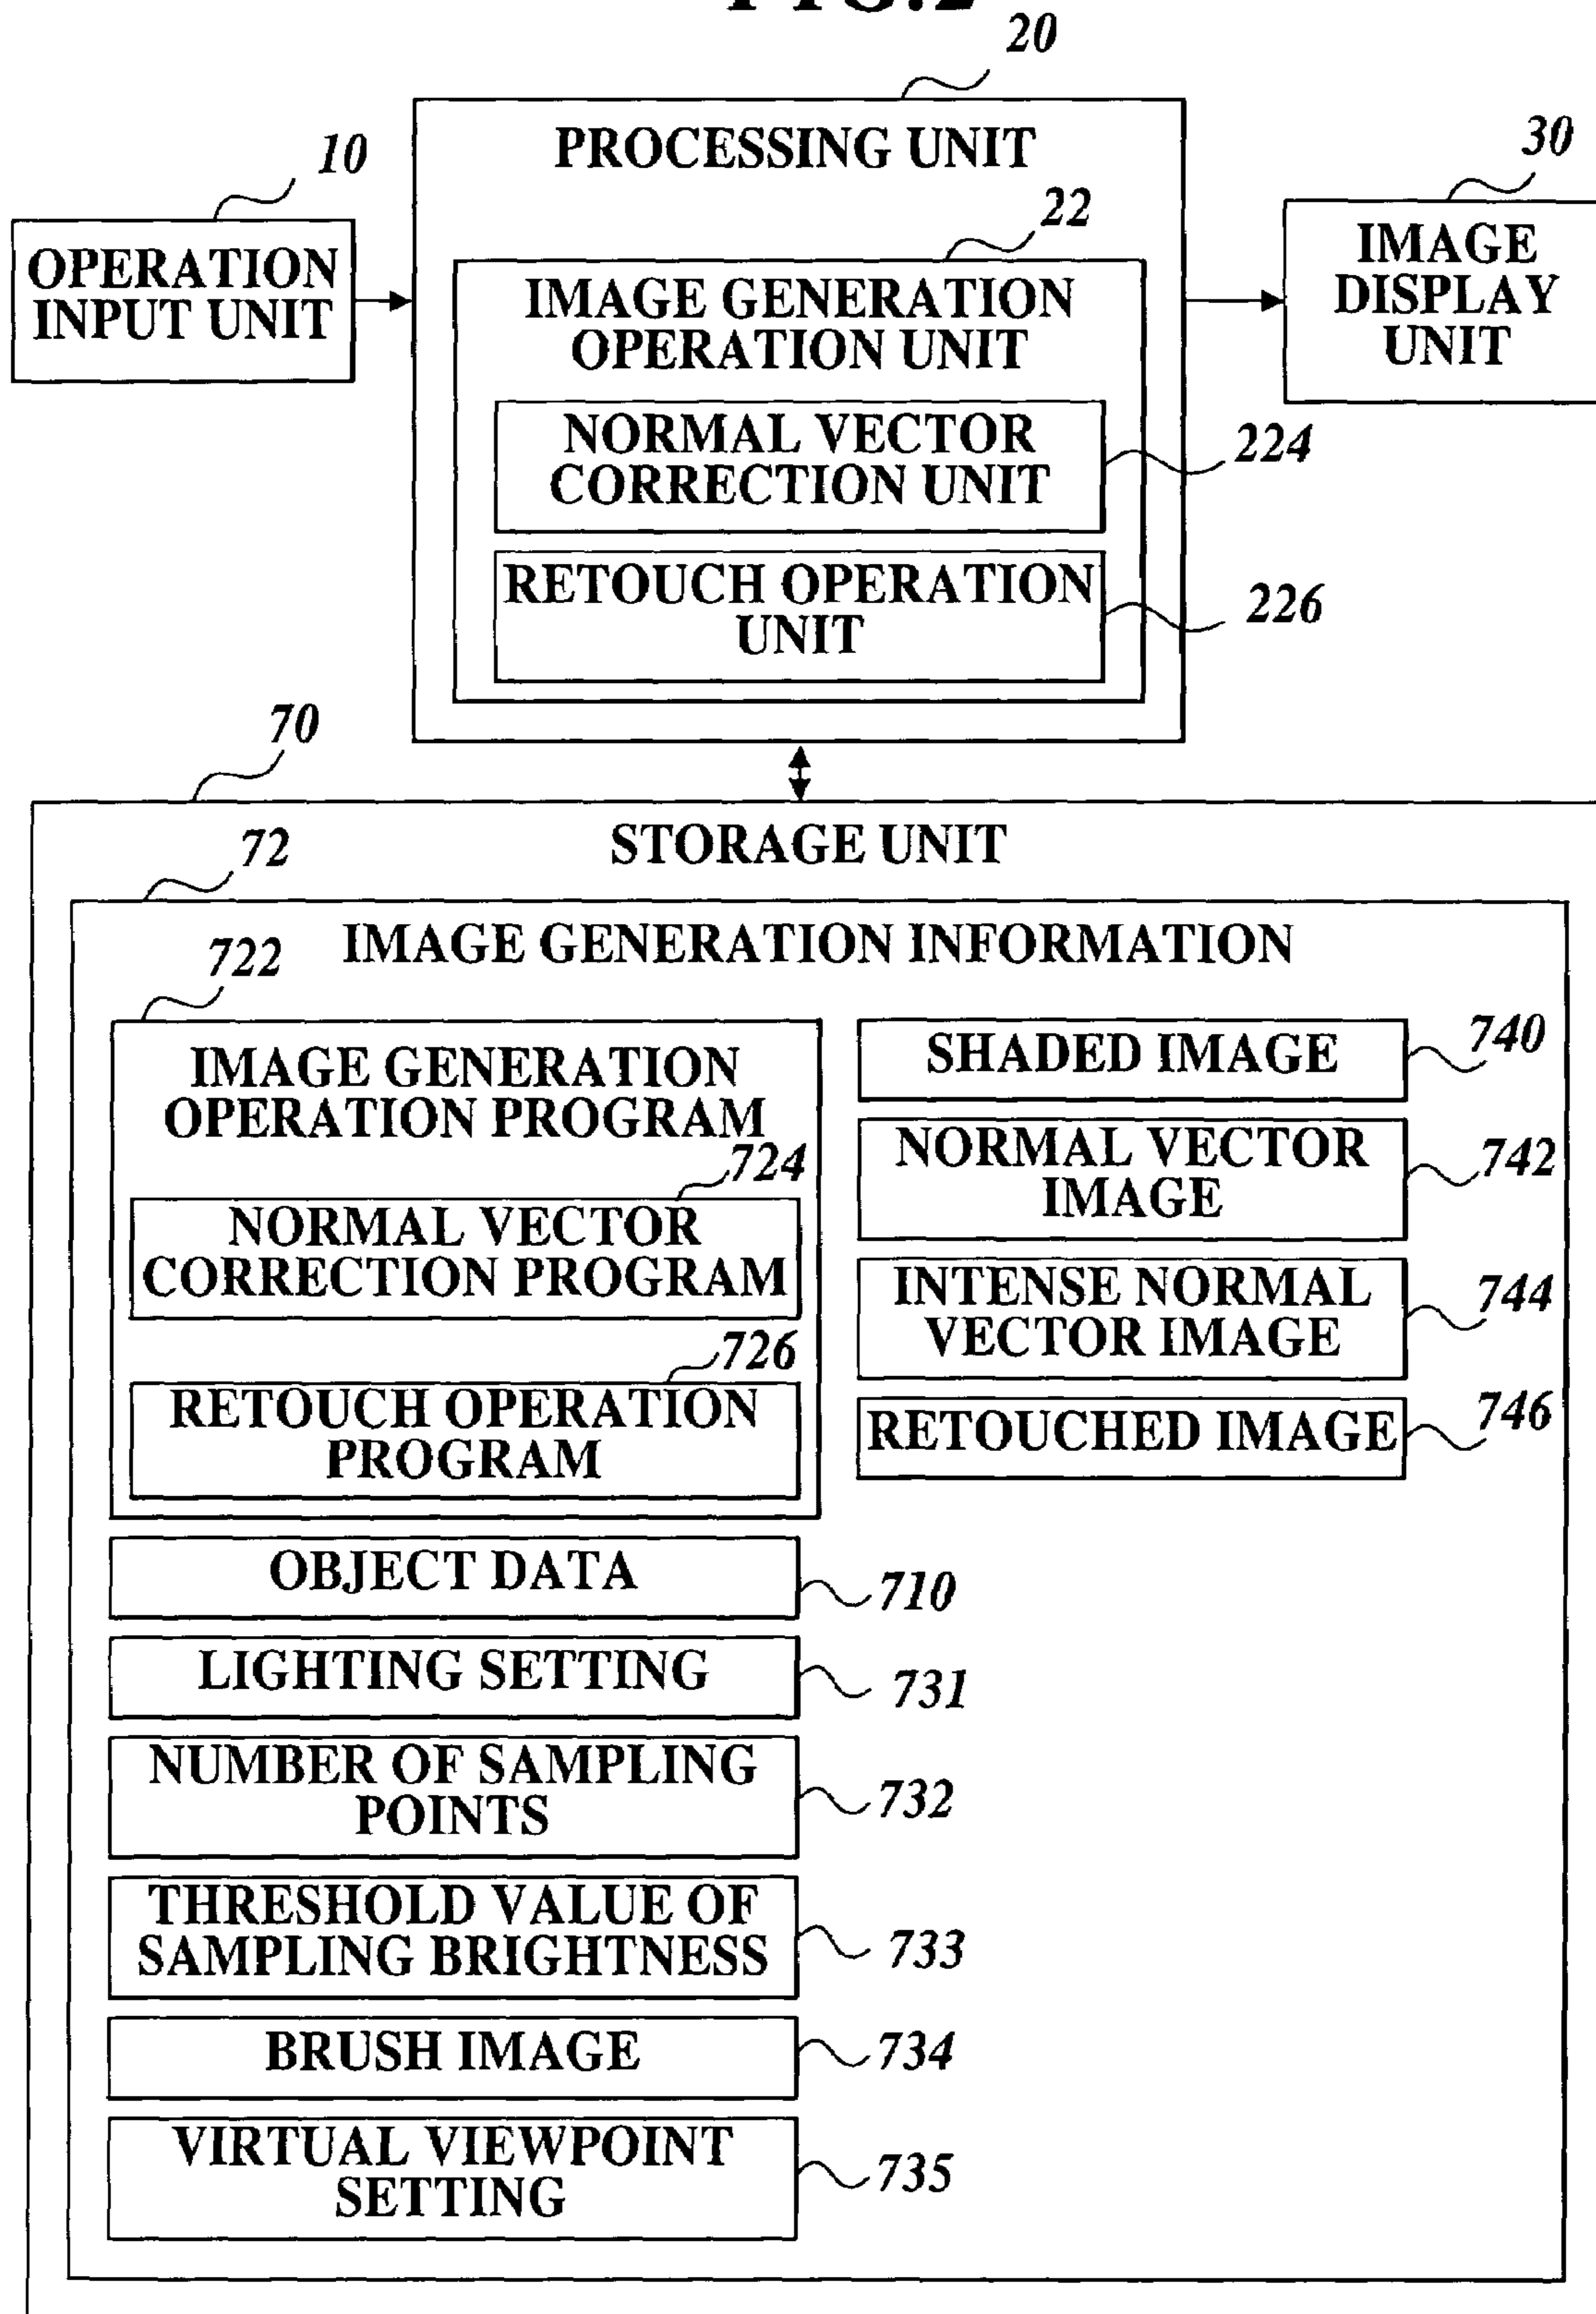 FIG.2
20
PROCESSING UNIT
10
OPERATION
INPUT UNIT
22
IMAGE GENERATION
OPERATION UNIT
NORMAL VECTOR
CORRECTION UNIT
224
RETOUCH OPERATION
UNIT
226
30
IMAGE
DISPLAY
UNIT
70
STORAGE UNIT
72
IMAGE GENERATION INFORMATION
722
IMAGE GENERATION
OPERATION PROGRAM
724
NORMAL VECTOR
CORRECTION PROGRAM
726
RETOUCH OPERATION
PROGRAM
SHADED IMAGE
740
NORMAL VECTOR
IMAGE
742
INTENSE NORMAL
VECTOR IMAGE
744
RETOUCHED IMAGE
746
OBJECT DATA
710
LIGHTING SETTING
731
NUMBER OF SAMPLING
POINTS
732
THRESHOLD VALUE OF
SAMPLING BRIGHTNESS
733
BRUSH IMAGE
734
VIRTUAL VIEWPOINT
SETTING
735